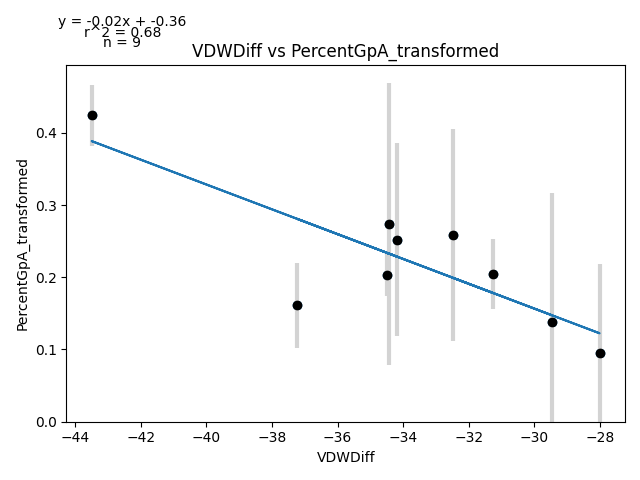 y = -0.02x + -0.36
r^2 = 0.68
n = 9
VDWDiff vs PercentGpA_transformed
PercentGpA_transformed
0.4
0.3
0.2
0.1
0.0
−44 −42 −40 −38 −36 −34 −32 −30 −28
VDWDiff